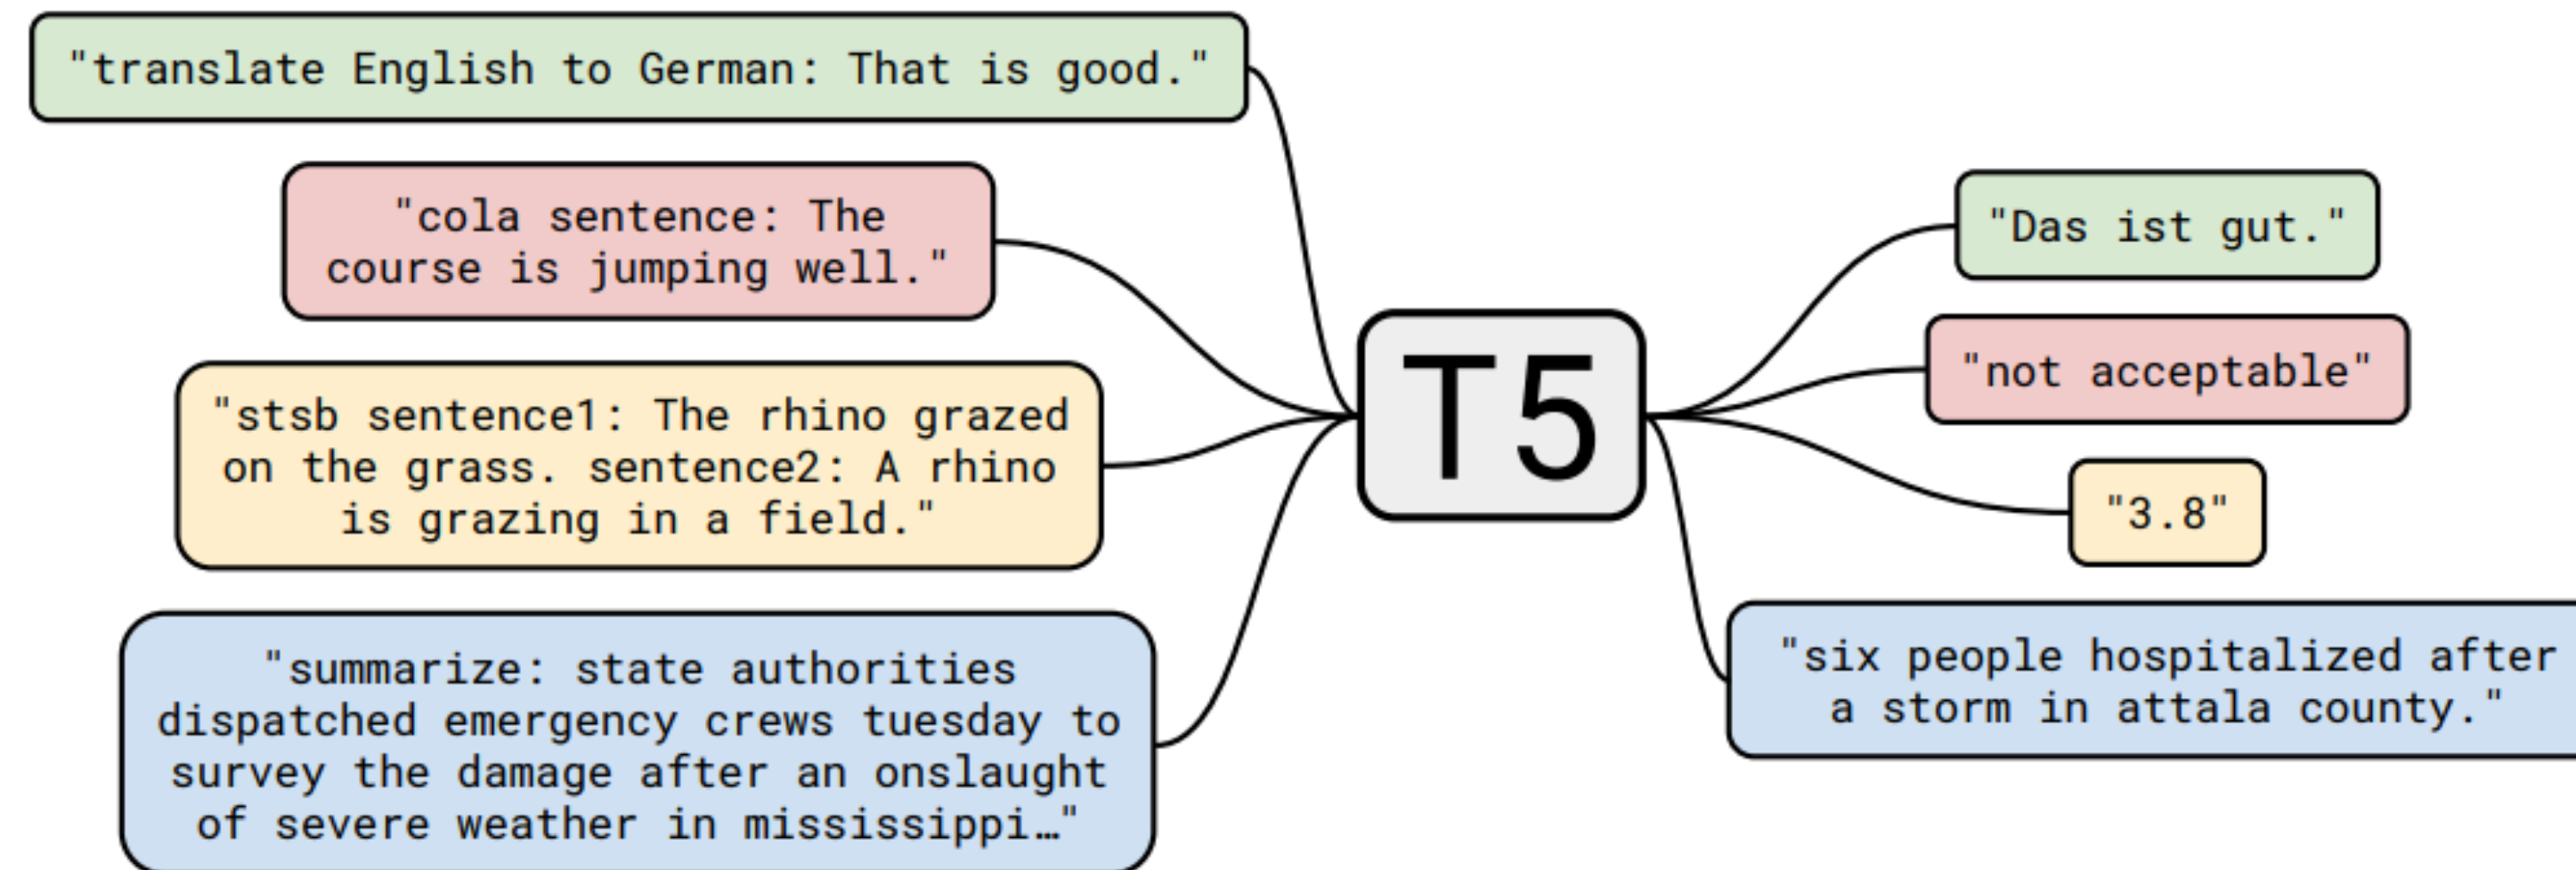 "translate English to German: That is good."
"cola sentence: The
course is jumping well."
"stsb sentence1: The rhino grazed
on the grass. sentence2: A rhino
is grazing in a field."
"summarize: state authorities
dispatched emergency crews tuesday to
survey the damage after an onslaught
of severe weather in mississippi…"
T5
"Das ist gut."
"not acceptable"
"3.8"
"six people hospitalized after
a storm in attala county."